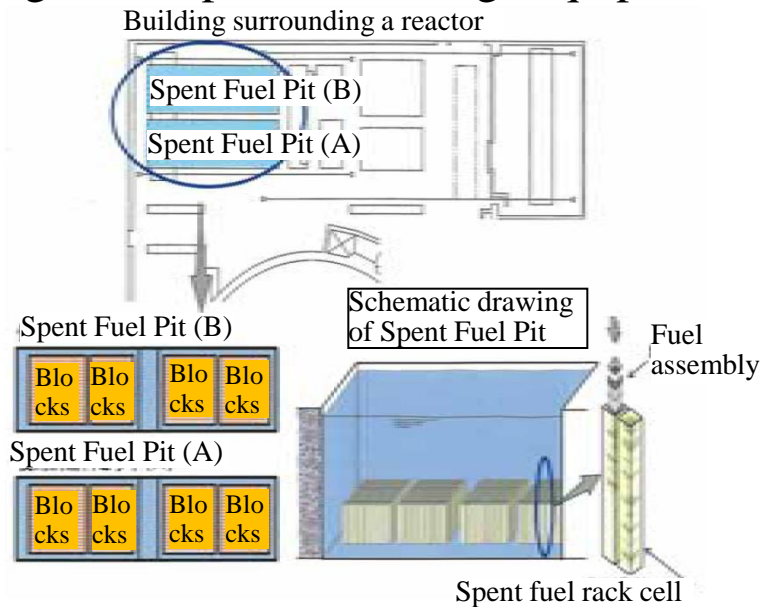 Building surrounding a reactor
Spent Fuel Pit (B)
Spent Fuel Pit (A)
Spent Fuel Pit (B)
Blo
cks
Blo
cks
Blo
cks
Blo
cks
Spent Fuel Pit (A)
Blo
cks
Blo
cks
Blo
cks
Blo
cks
Schematic drawing
of Spent Fuel Pit
Fuel
assembly
Spent fuel rack cell